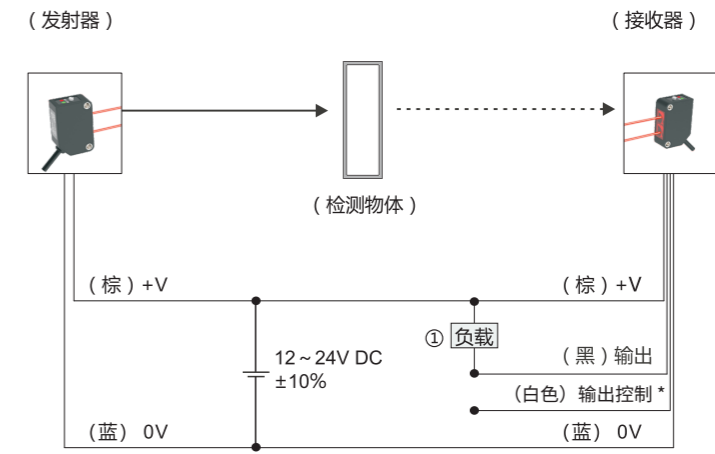 （发射器）
（接收器）
（检测物体）
（棕）+V
（棕）+V
① 负载
12～24V DC
±10%
（黑）输出
（白色）输出控制 *
（蓝） 0V
（蓝） 0V